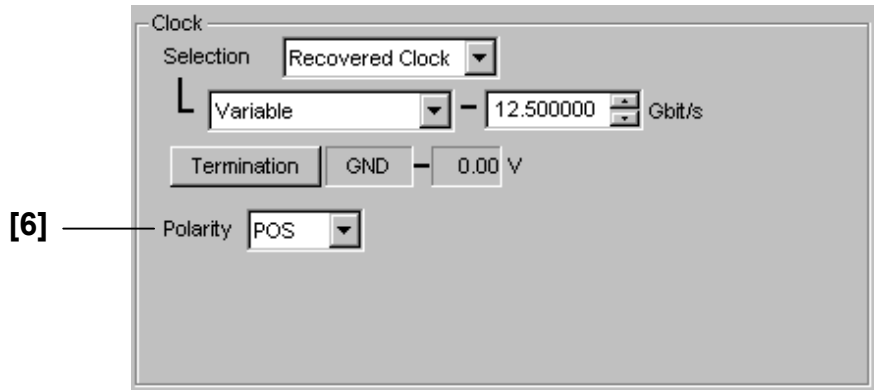 Clock
Selection Recovered Clock
Variable - 12.500000 Gbit/s
Termination GND - 0.00 V
[6] Polarity POS